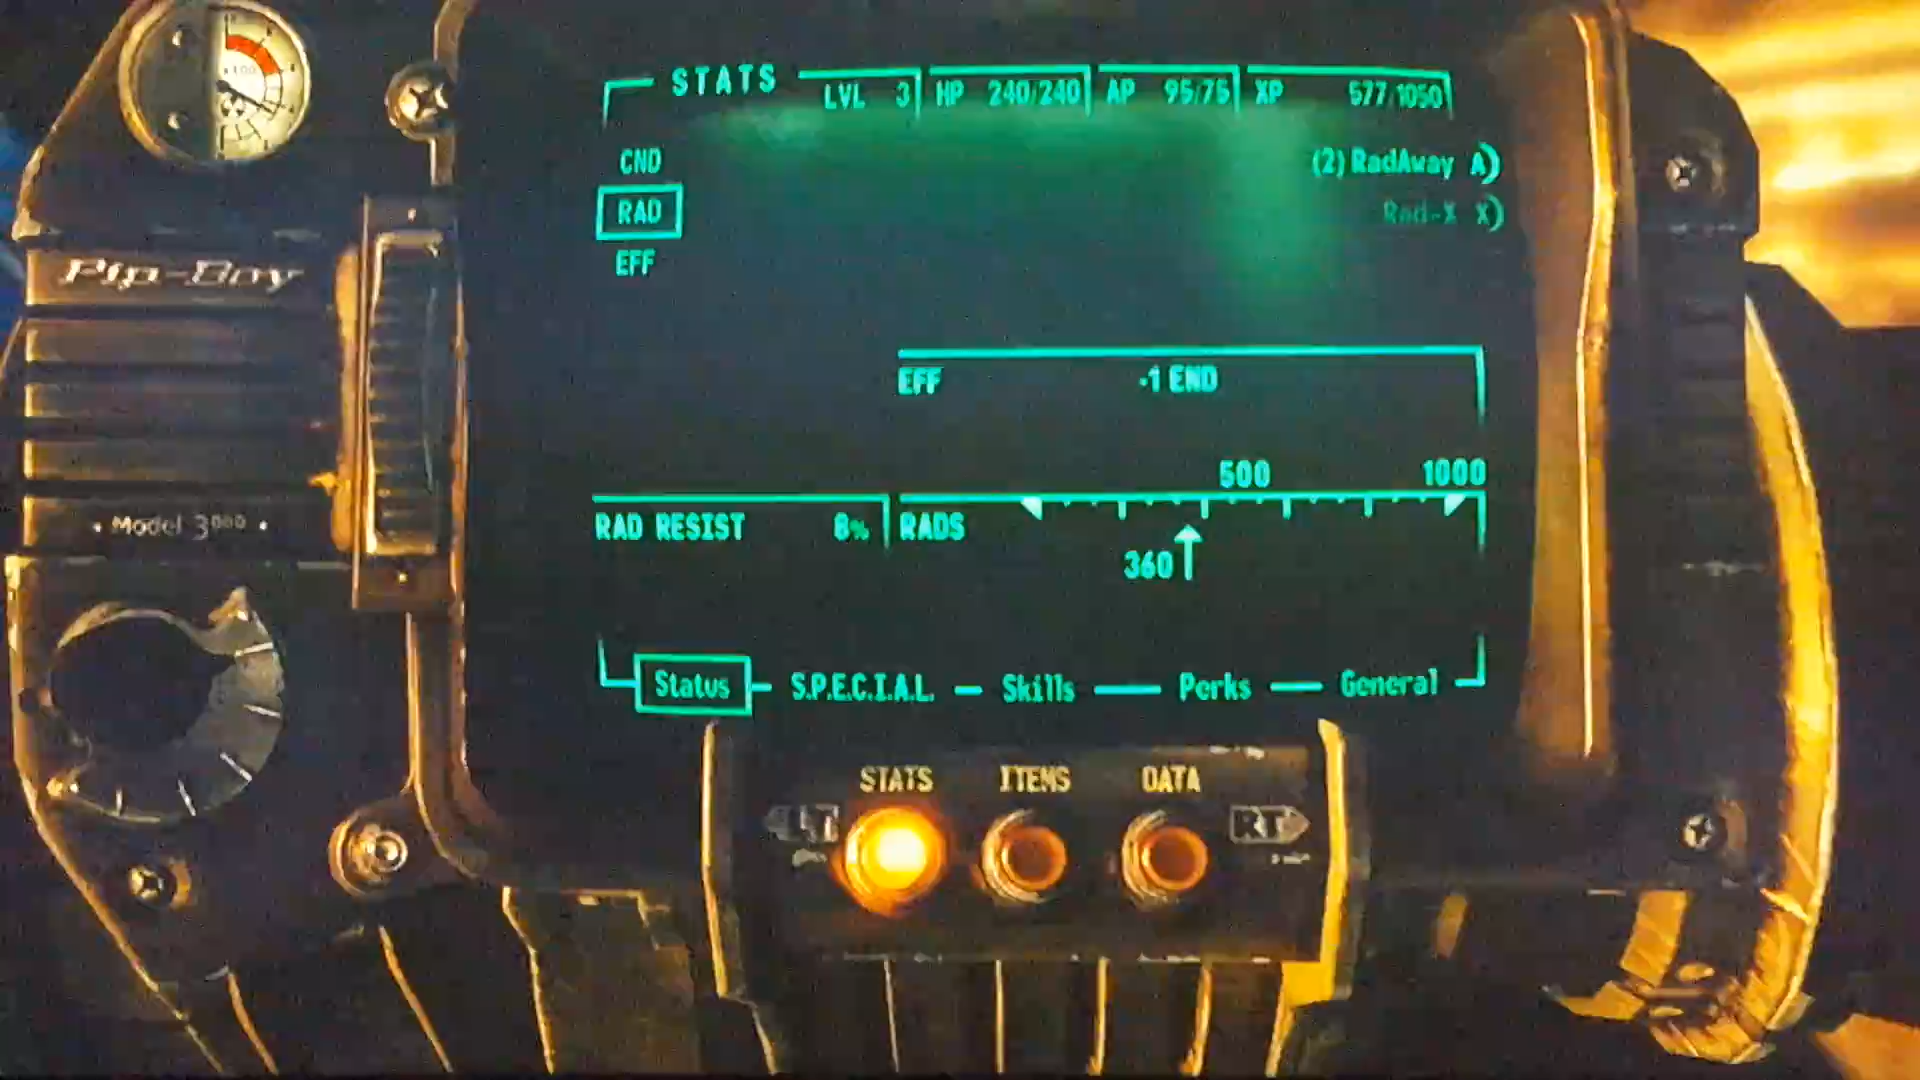 STATS LVL 3 HP 240/240 AP 95/75 XP 577/1050
CND (2) RadAway A)
RAD Rad-X X)
EFF
Pip-Boy
EFF -1 END
500 1000
RAD RESIST 8% RADS
360
• Model 3000 •
Status S.P.E.C.I.A.L. Skills Perks General
STATS ITEMS DATA
LT RT
x100